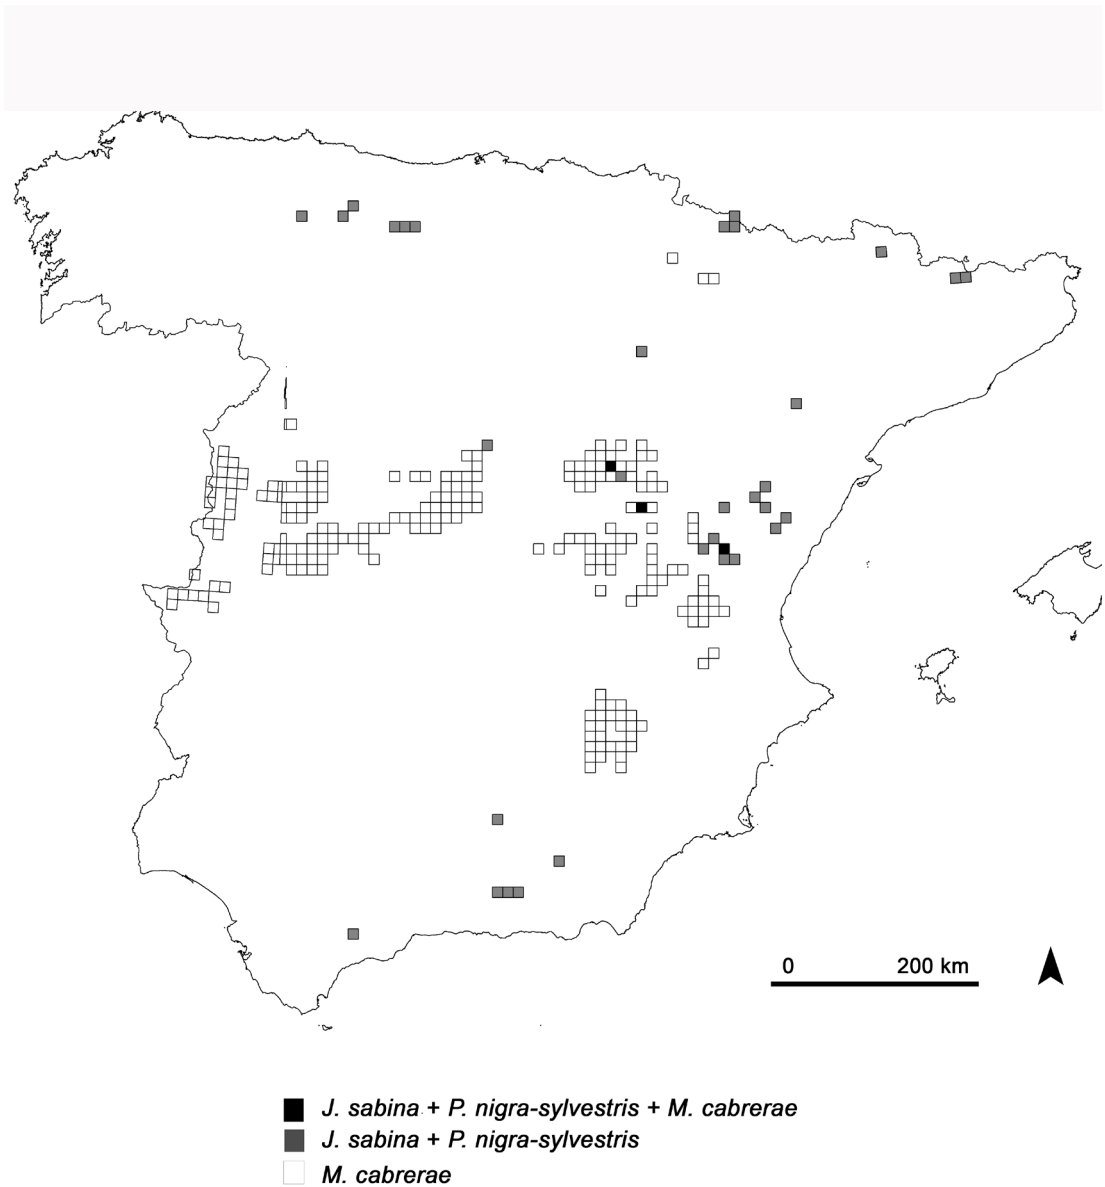 0 200 km
J. sabina + P. nigra-sylvestris + M. cabrerae
J. sabina + P. nigra-sylvestris
M. cabrerae